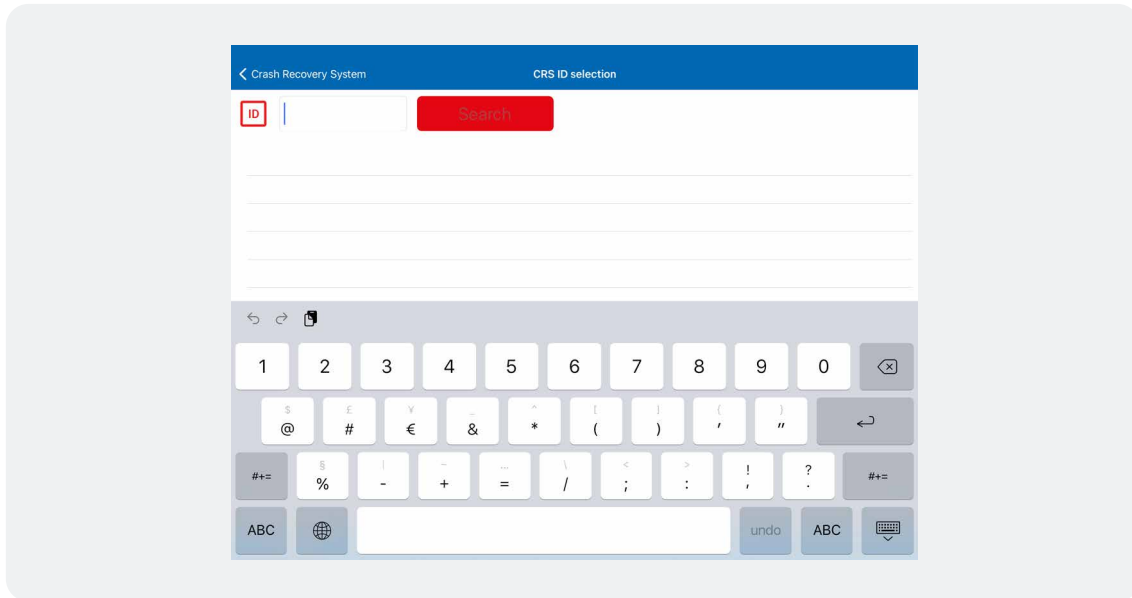 Crash Recovery System
CRS ID selection
ID
Search
1 2 3 4 5 6 7 8 9 0
$ £ ¥ _ ^ [ ] { }
@ # € & * ( ) ' "
§ | ~ … \ < > ! ?
#+= % - + = / ; : , . #+=
ABC undo ABC